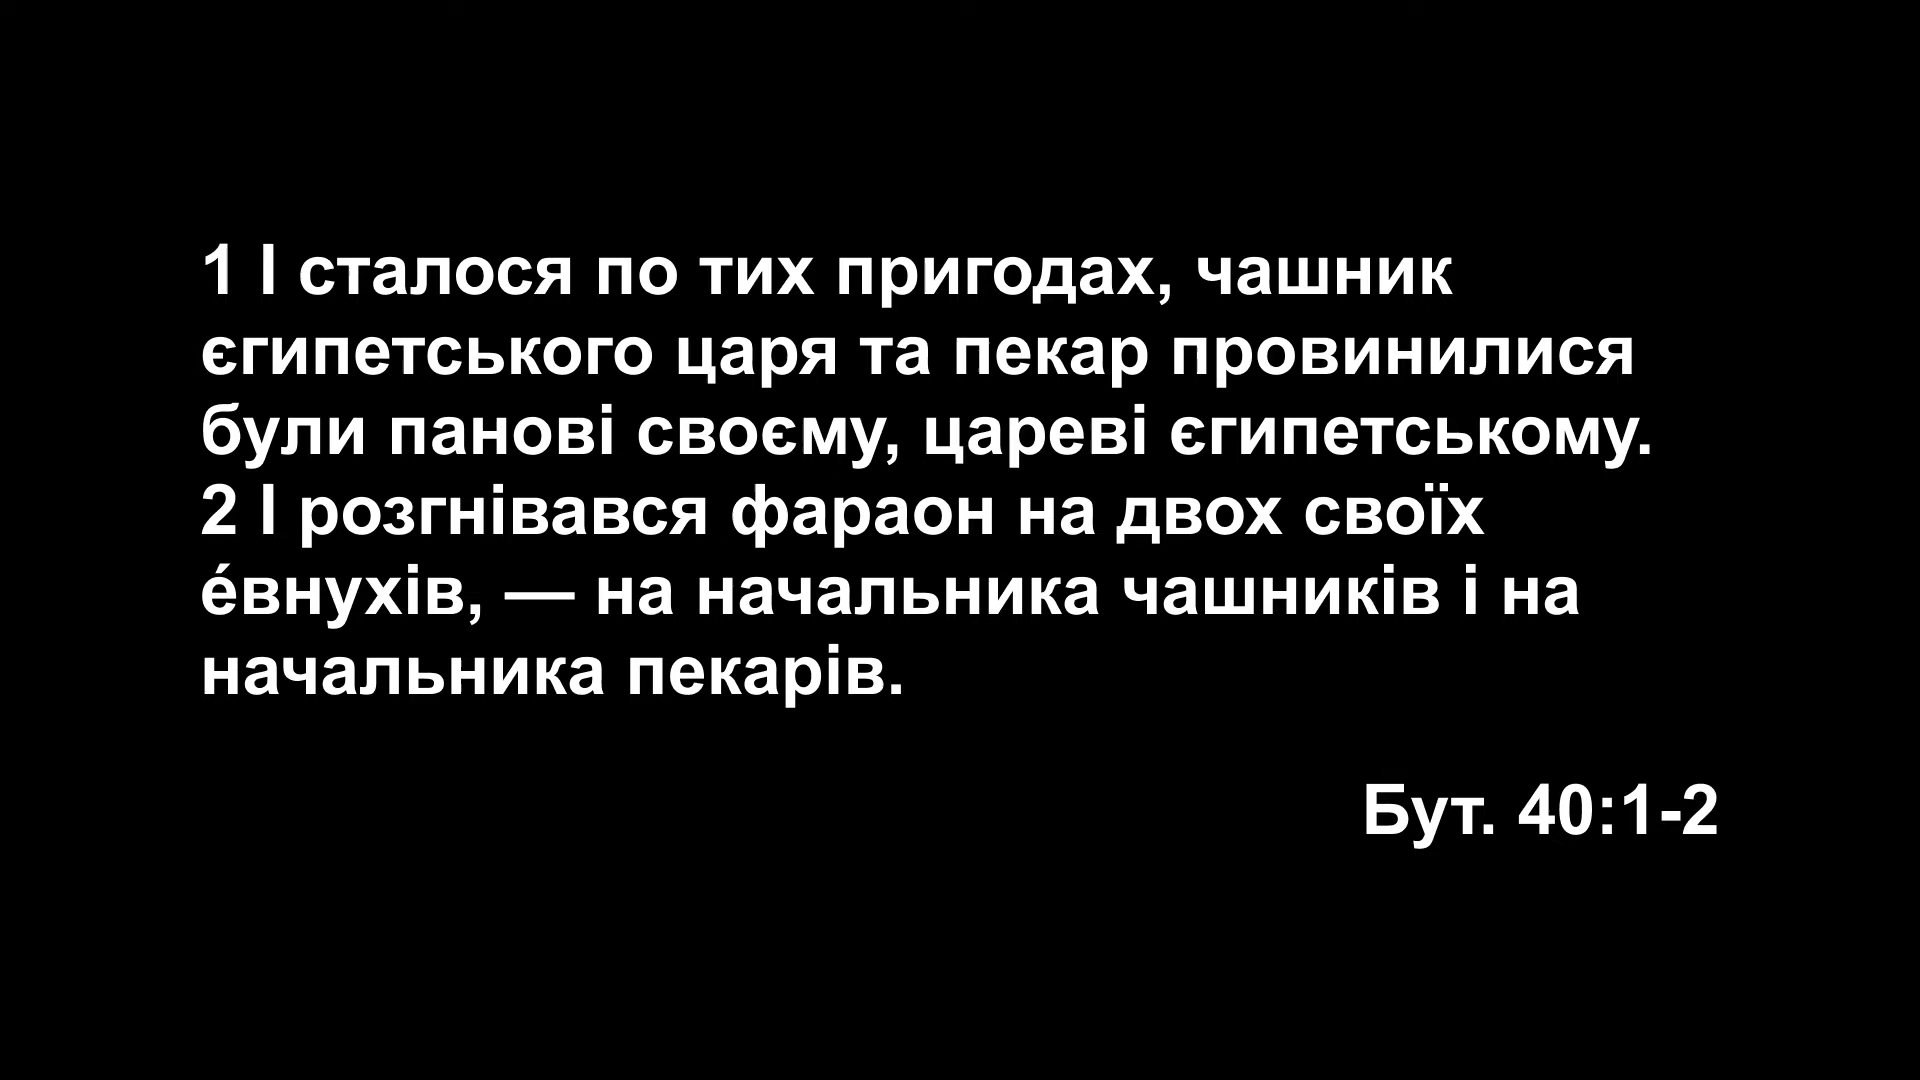 1 І сталося по тих пригодах, чашник
єгипетського царя та пекар провинилися
були панові своєму, цареві єгипетському.
2 І розгнівався фараон на двох своїх
е́внухів, — на начальника чашників і на
начальника пекарів.
Бут. 40:1-2